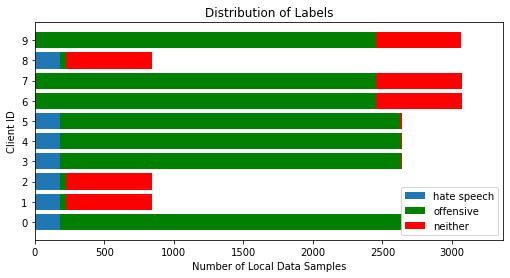 Distribution of Labels
Client ID
9
8
7
6
5
4
3
2
1
0
hate speech
offensive
neither
0
500
1000
1500
2000
2500
3000
Number of Local Data Samples